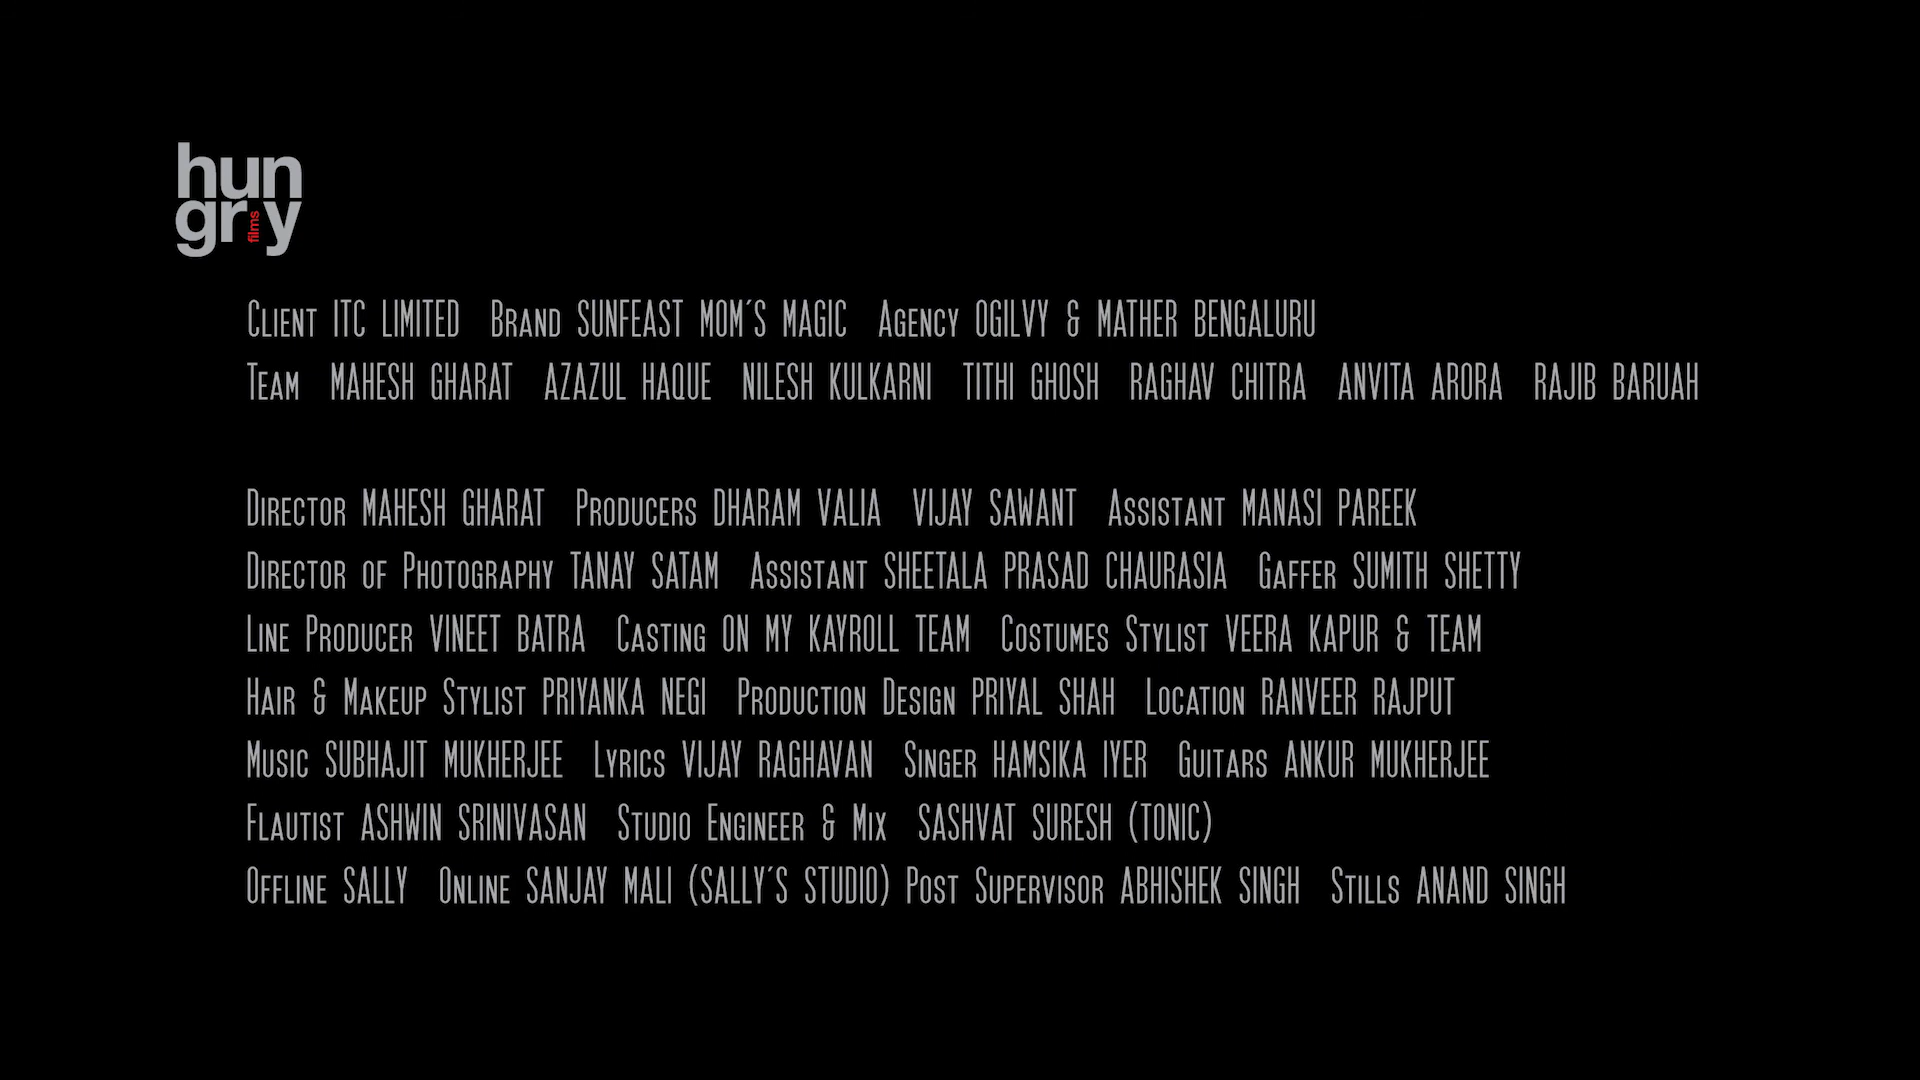 hun
gr films y
Client ITC LIMITED Brand SUNFEAST MOM'S MAGIC Agency OGILVY & MATHER BENGALURU
Team MAHESH GHARAT AZAZUL HAQUE NILESH KULKARNI TITHI GHOSH RAGHAV CHITRA ANVITA ARORA RAJIB BARUAH
Director MAHESH GHARAT Producers DHARAM VALIA VIJAY SAWANT Assistant MANASI PAREEK
Director of Photography TANAY SATAM Assistant SHEETALA PRASAD CHAURASIA Gaffer SUMITH SHETTY
Line Producer VINEET BATRA Casting ON MY KAYROLL TEAM Costumes Stylist VEERA KAPUR & TEAM
Hair & Makeup Stylist PRIYANKA NEGI Production Design PRIYAL SHAH Location RANVEER RAJPUT
Music SUBHAJIT MUKHERJEE Lyrics VIJAY RAGHAVAN Singer HAMSIKA IYER Guitars ANKUR MUKHERJEE
Flautist ASHWIN SRINIVASAN Studio Engineer & Mix SASHVAT SURESH (TONIC)
Offline SALLY Online SANJAY MALI (SALLY'S STUDIO) Post Supervisor ABHISHEK SINGH Stills ANAND SINGH